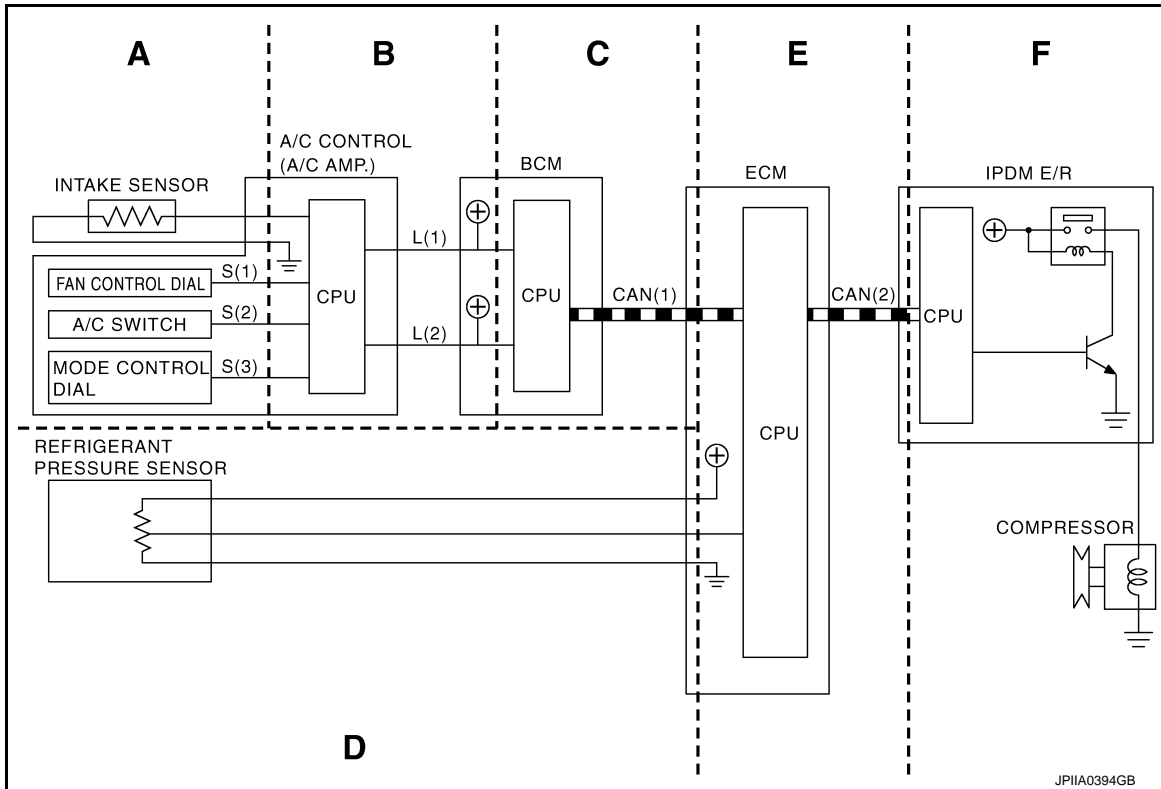 A
B
C
E
F
A/C CONTROL
(A/C AMP.)
BCM
ECM
IPDM E/R
INTAKE SENSOR
L(1)
S(1)
FAN CONTROL DIAL
CPU
CPU
CAN(1)
CAN(2)
CPU
S(2)
A/C SWITCH
L(2)
S(3)
MODE CONTROL
DIAL
CPU
REFRIGERANT
PRESSURE SENSOR
COMPRESSOR
D
JPIIA0394GB